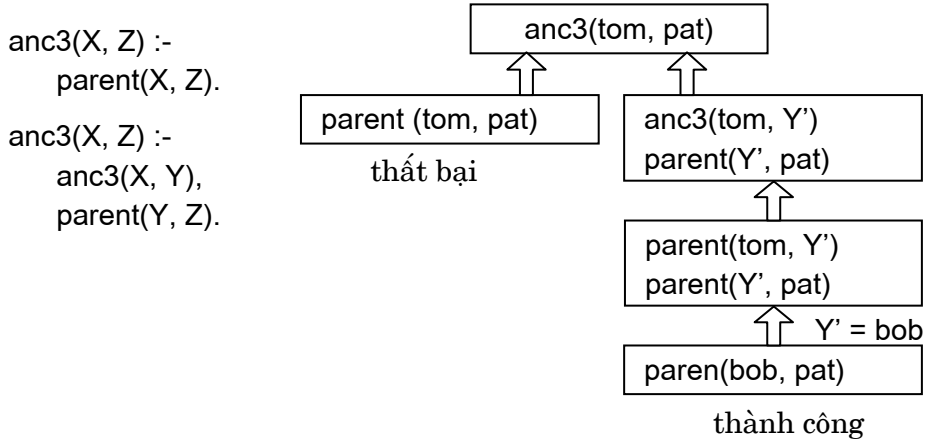 anc3(X, Z) :-
parent(X, Z).
anc3(X, Z) :-
anc3(X, Y),
parent(Y, Z).
anc3(tom, pat)
parent (tom, pat)
thất bại
anc3(tom, Y’)
parent(Y’, pat)
parent(tom, Y’)
parent(Y’, pat)
Y’ = bob
paren(bob, pat)
thành công